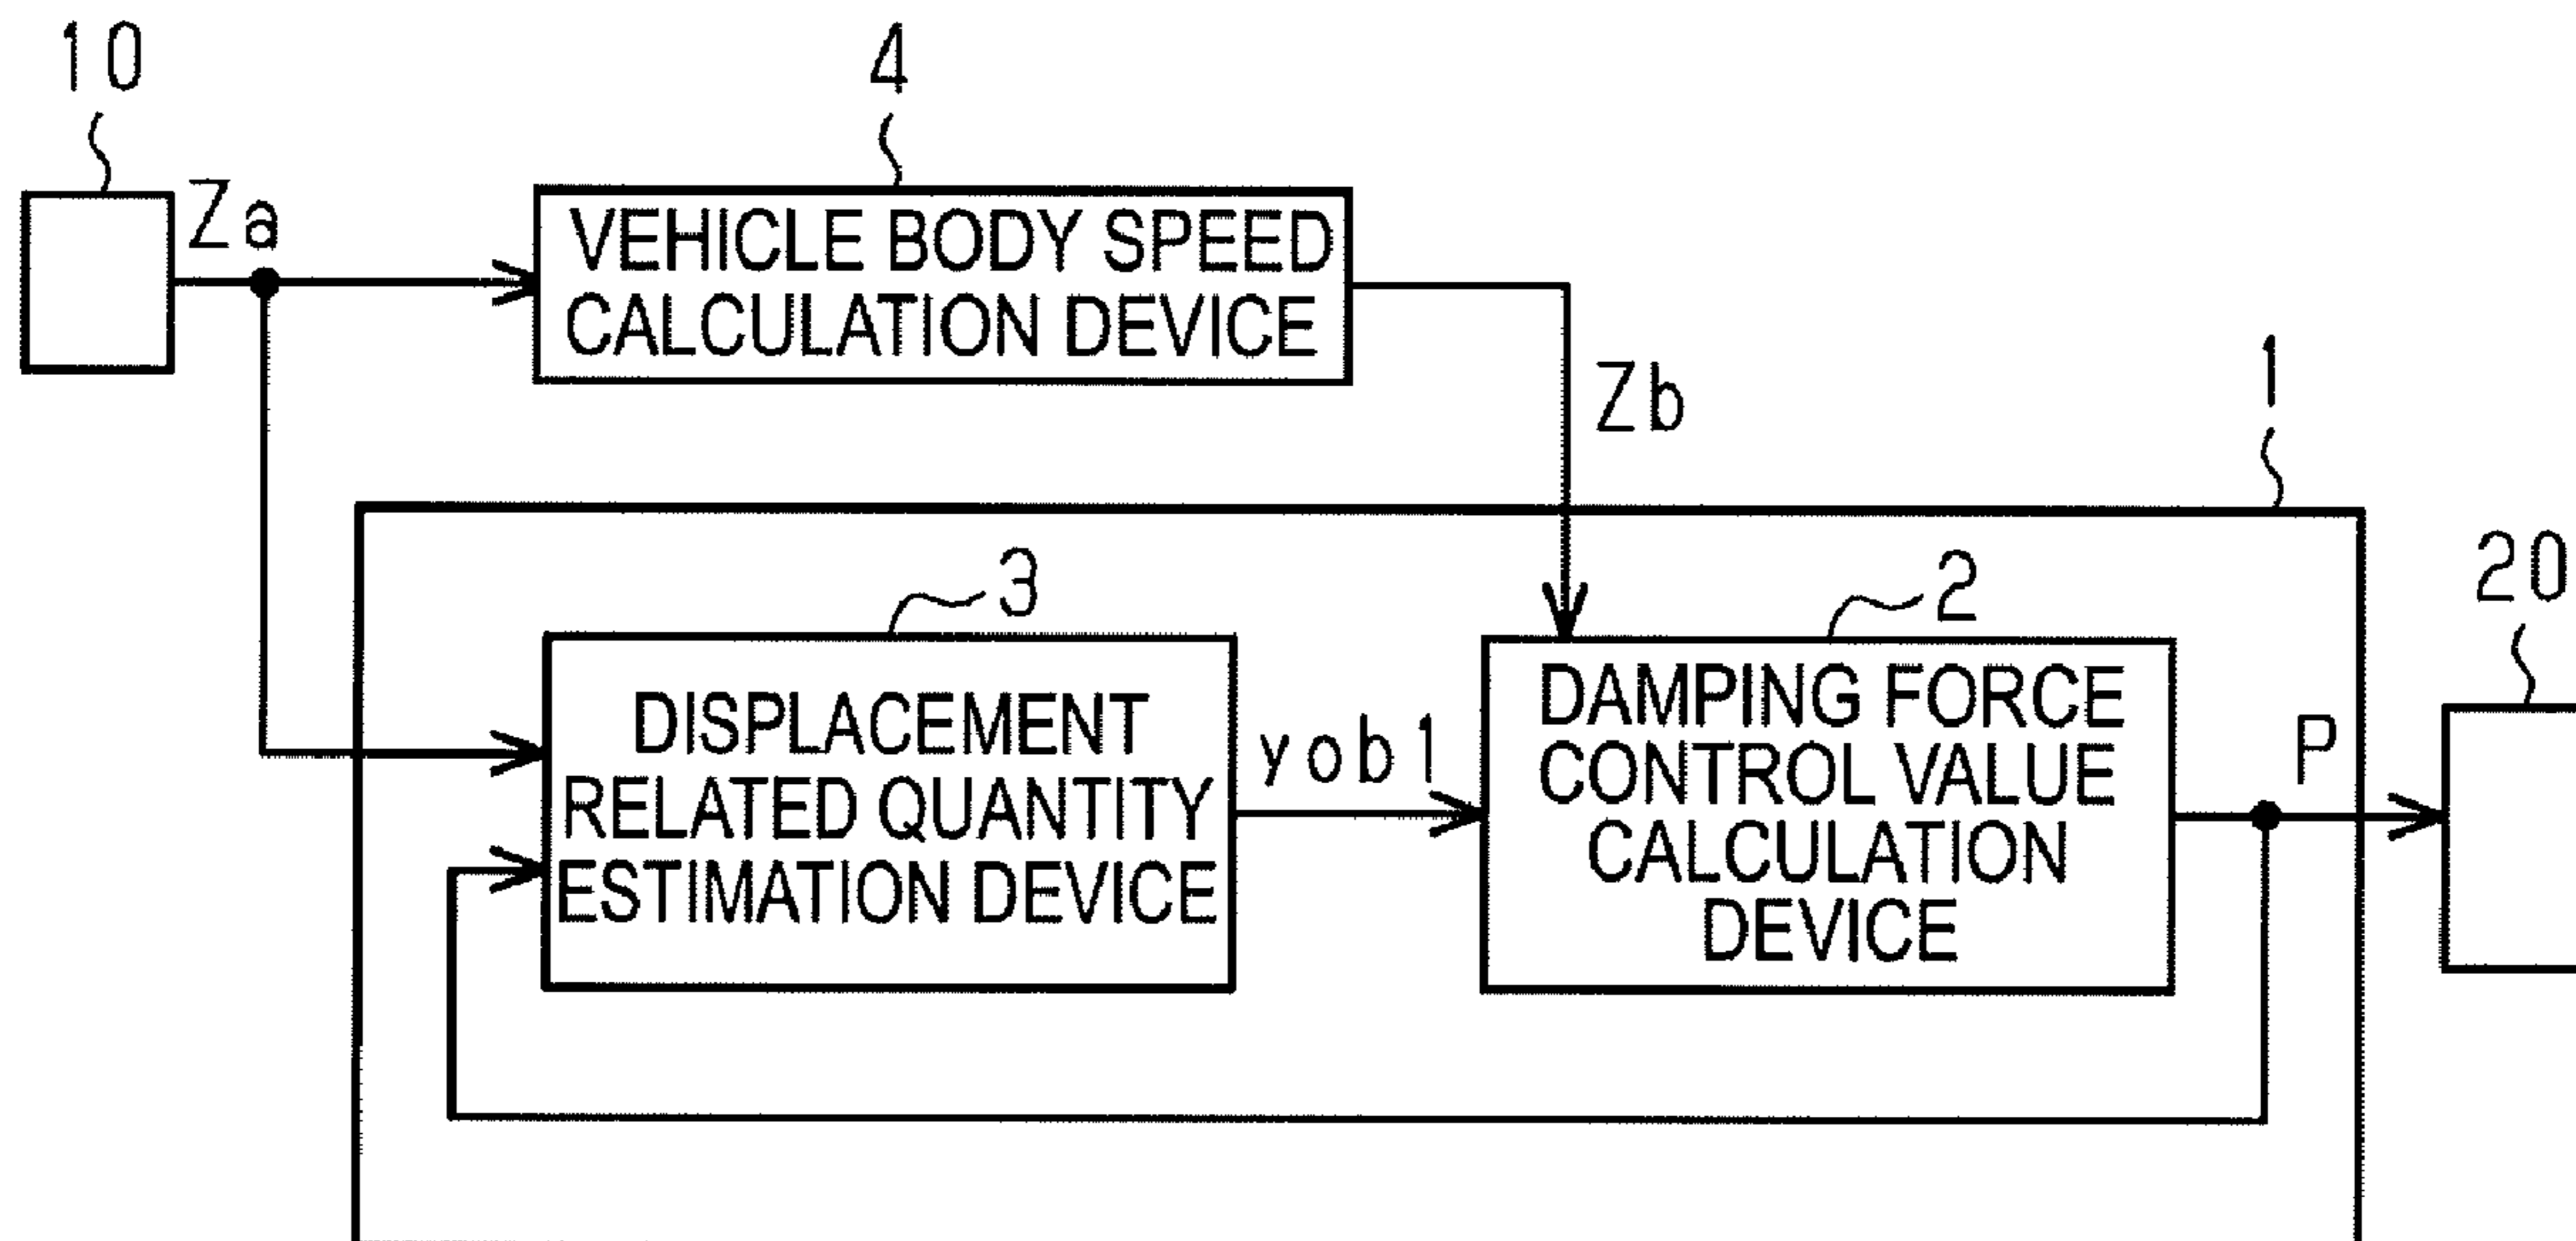 10
4
Za
VEHICLE BODY SPEED
CALCULATION DEVICE
Zb
1
3
2
20
DISPLACEMENT
RELATED QUANTITY
ESTIMATION DEVICE
yob1
DAMPING FORCE
CONTROL VALUE
CALCULATION
DEVICE
P